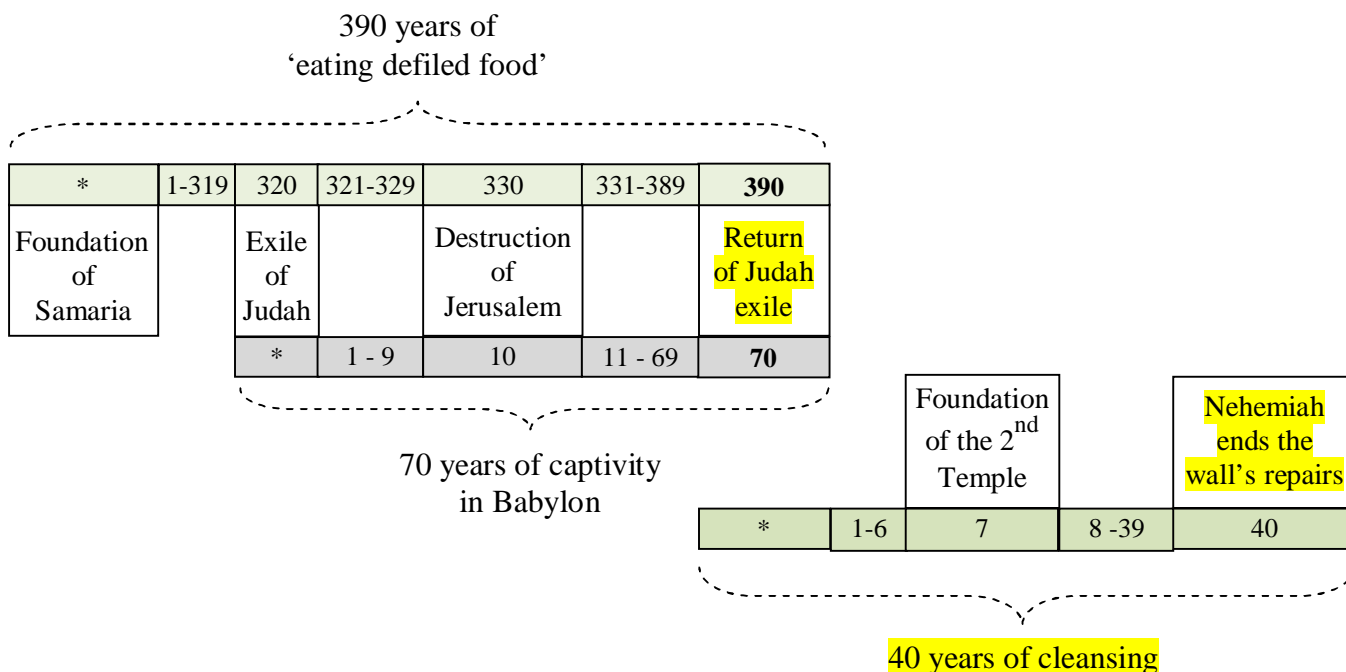 390 years of
‘eating defiled food’
* 1-319 320 321-329 330 331-389 390
Foundation
of
Samaria
Exile
of
Judah
Destruction
of
Jerusalem
Return
of Judah
exile
* 1 - 9 10 11 - 69 70
70 years of captivity
in Babylon
Foundation
of the 2nd
Temple
Nehemiah
ends the
wall’s repairs
* 1-6 7 8 -39 40
40 years of cleansing